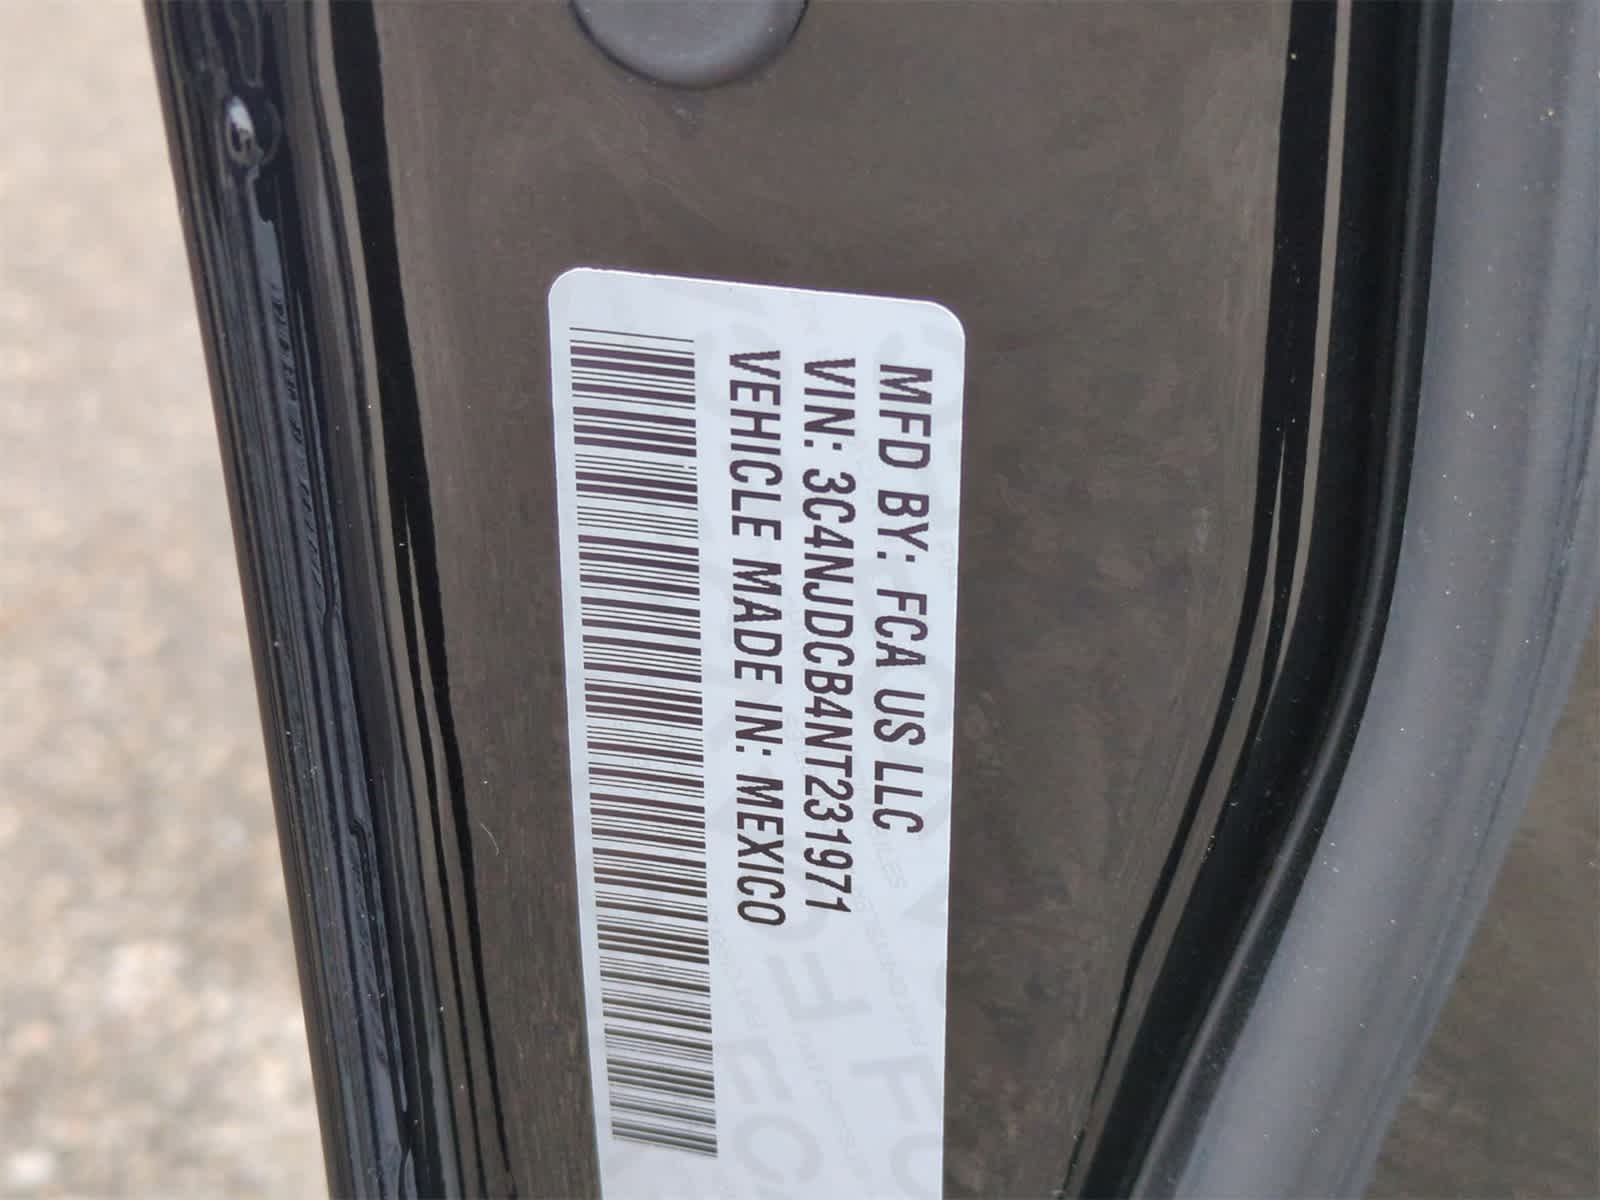 MFD BY: FCA US LLC
VIN: 3C4NJDCB4NT231971
VEHICLE MADE IN: MEXICO